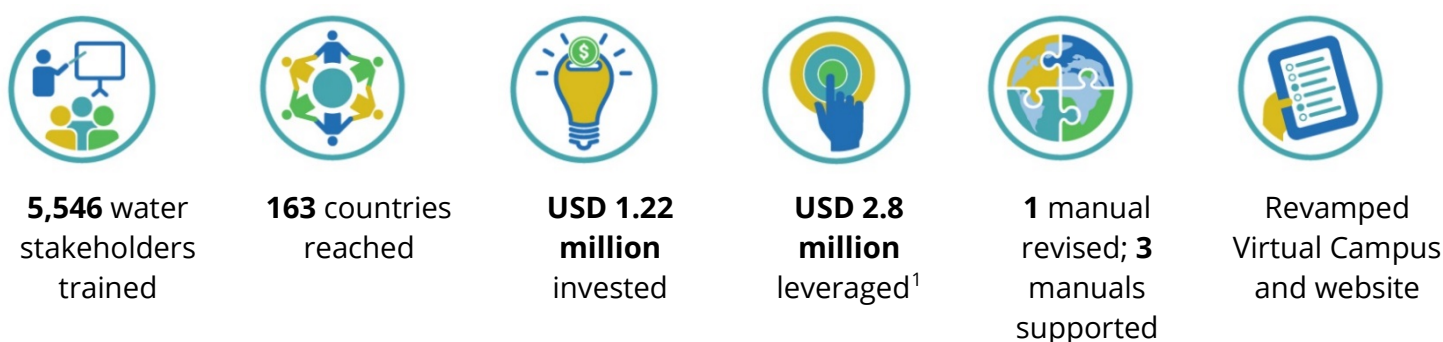 5,546 water
stakeholders
trained
163 countries
reached
USD 1.22
million
invested
USD 2.8
million
leveraged1
1 manual
revised; 3
manuals
supported
Revamped
Virtual Campus
and website